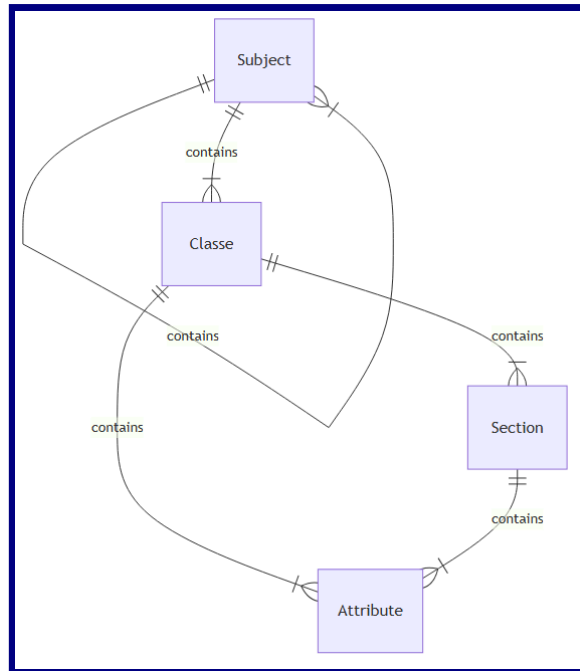 Subject
contains
Classe
contains
contains
contains
Section
contains
Attribute